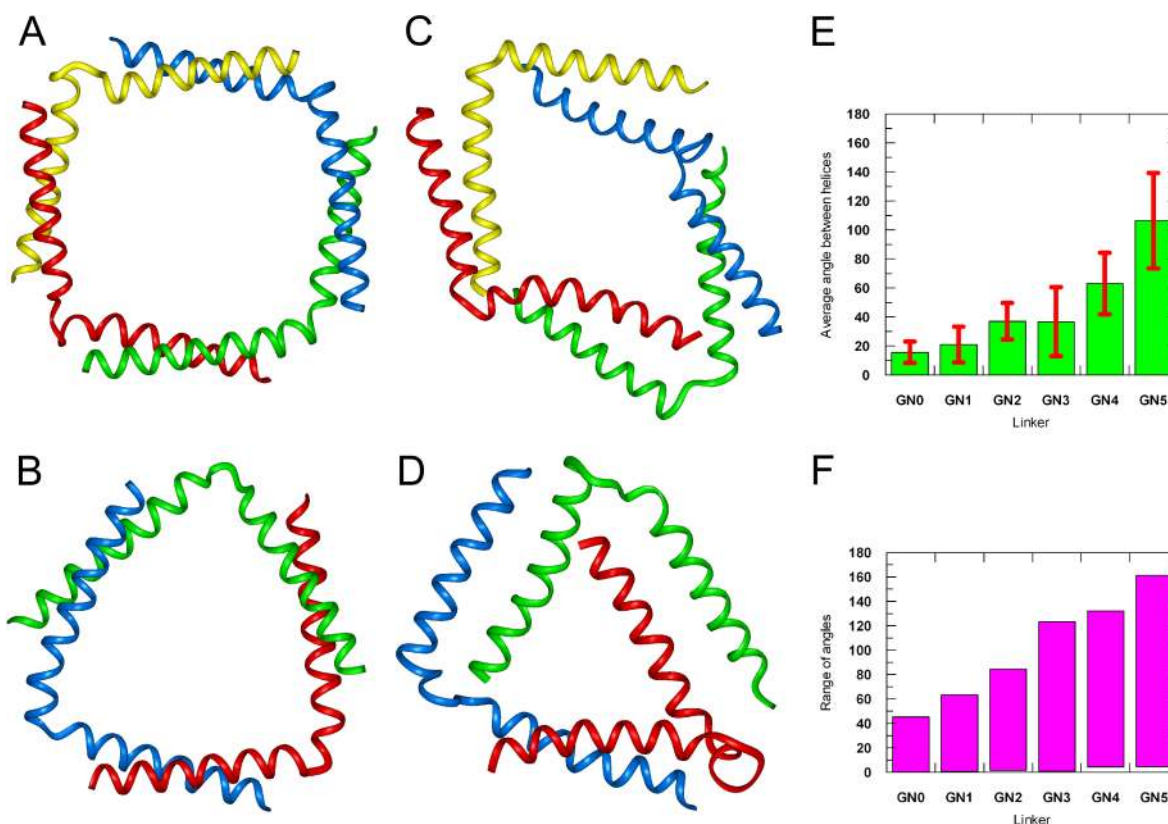 A
C
E
180
160
140
120
100
80
60
40
20
0
Average angle between helices
GN0 GN1 GN2 GN3 GN4 GN5
Linker
B
D
F
180
160
140
120
100
80
60
40
20
0
Range of angles
GN0 GN1 GN2 GN3 GN4 GN5
Linker